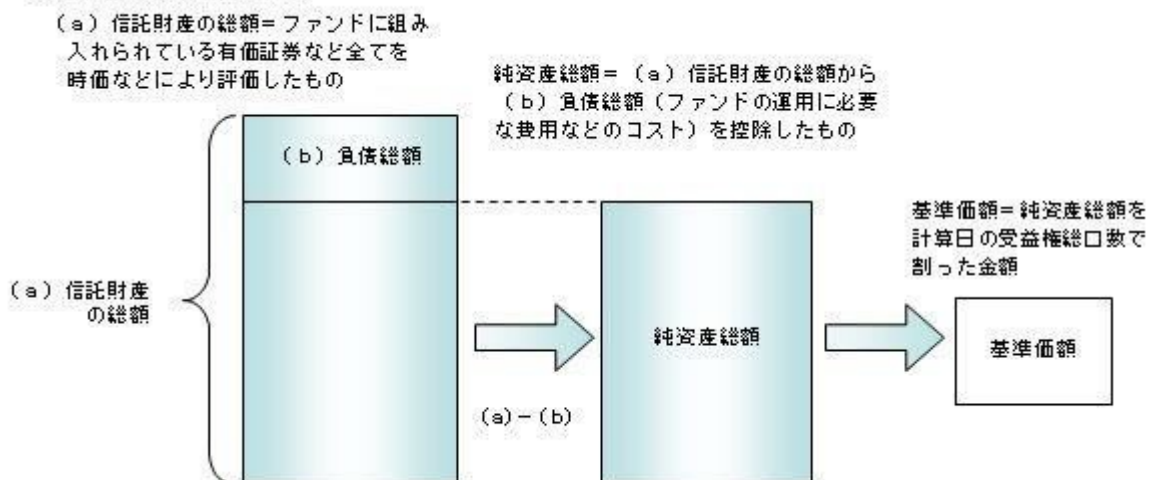 （a）信託財産の総額＝ファンドに組み
入れられている有価証券など全てを
時価などにより評価したもの
純資産総額＝（a）信託財産の総額から
（b）負債総額（ファンドの運用に必要
な費用などのコスト）を控除したもの
（b）負債総額
基準価額＝純資産総額を
計算日の受益権総口数で
割った金額
（a）信託財産
の総額
純資産総額
基準価額
(a)－(b)